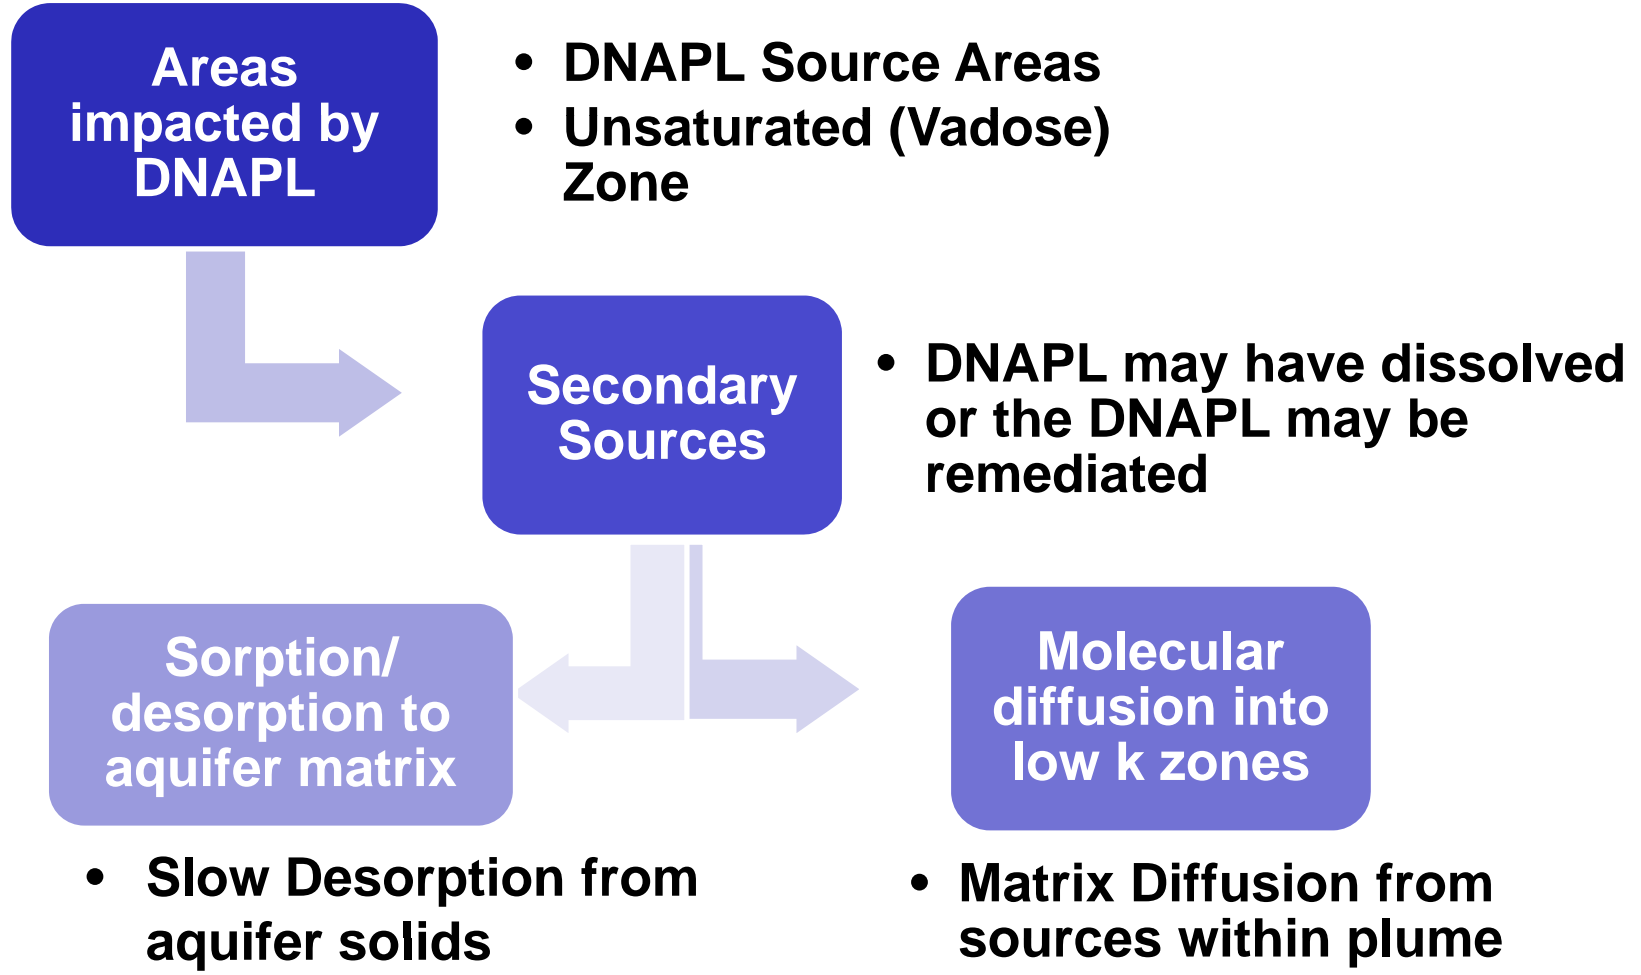 Areas
impacted by
DNAPL
• DNAPL Source Areas
• Unsaturated (Vadose)
Zone
Secondary
Sources
• DNAPL may have dissolved
or the DNAPL may be
remediated
Sorption/
desorption to
aquifer matrix
• Slow Desorption from
aquifer solids
Molecular
diffusion into
low k zones
• Matrix Diffusion from
sources within plume